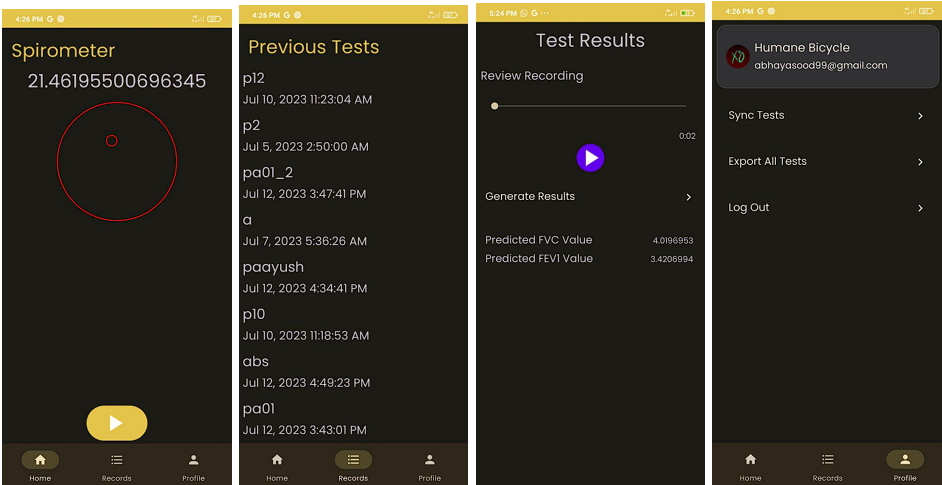 4:26 PM G
Spirometer
21.46195500696345
Home
Records
Profile
4:26 PM G
Previous Tests
p12
Jul 10, 2023 11:23:04 AM
p2
Jul 5, 2023 2:50:00 AM
pa01_2
Jul 12, 2023 3:47:41 PM
a
Jul 7, 2023 5:36:26 AM
paayush
Jul 12, 2023 4:34:41 PM
p10
Jul 10, 2023 11:18:53 AM
abs
Jul 12, 2023 4:49:23 PM
pa01
Jul 12, 2023 3:43:01 PM
Home
Records
Profile
5:24 PM G ...
Test Results
Review Recording
0:02
Generate Results
Predicted FVC Value 4.0196953
Predicted FEV1 Value 3.4206994
4:26 PM G
XO
Humane Bicycle
abhayasood99@gmail.com
Sync Tests
Export All Tests
Log Out
Home
Records
Profile